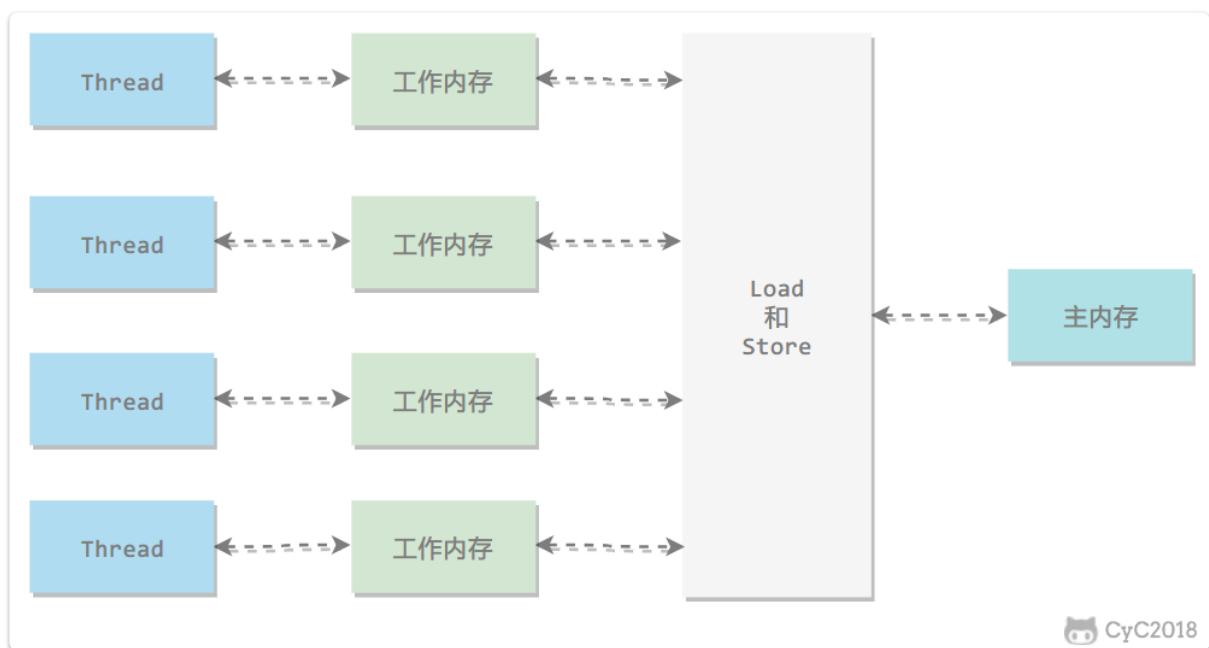 Thread
工作内存
Thread
工作内存
Load
和
Store
主内存
Thread
工作内存
Thread
工作内存
CyC2018